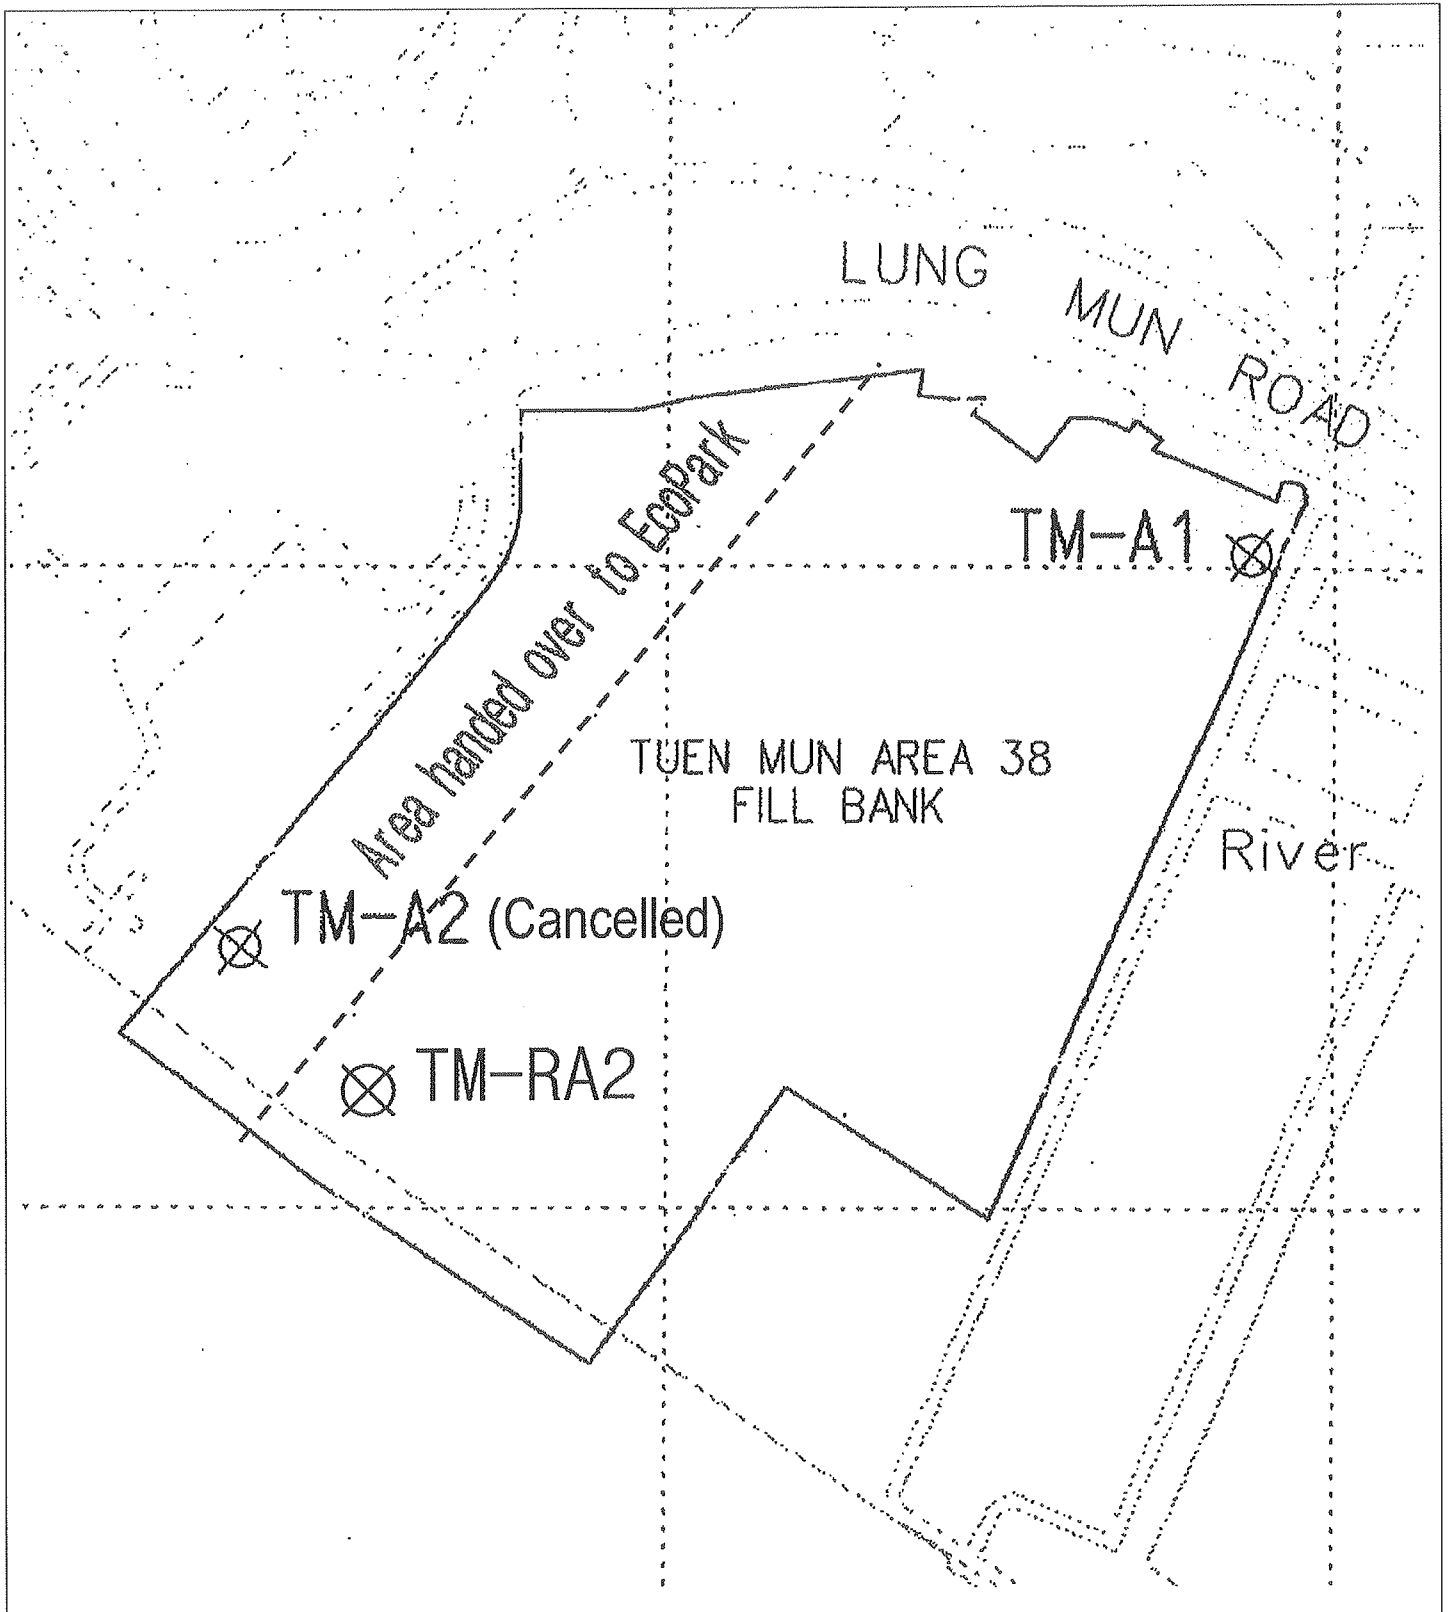 LUNG
MUN
ROAD
Area handed over to EcoPark
TM-A1
TUEN MUN AREA 38
FILL BANK
River
TM-A2 (Cancelled)
TM-RA2